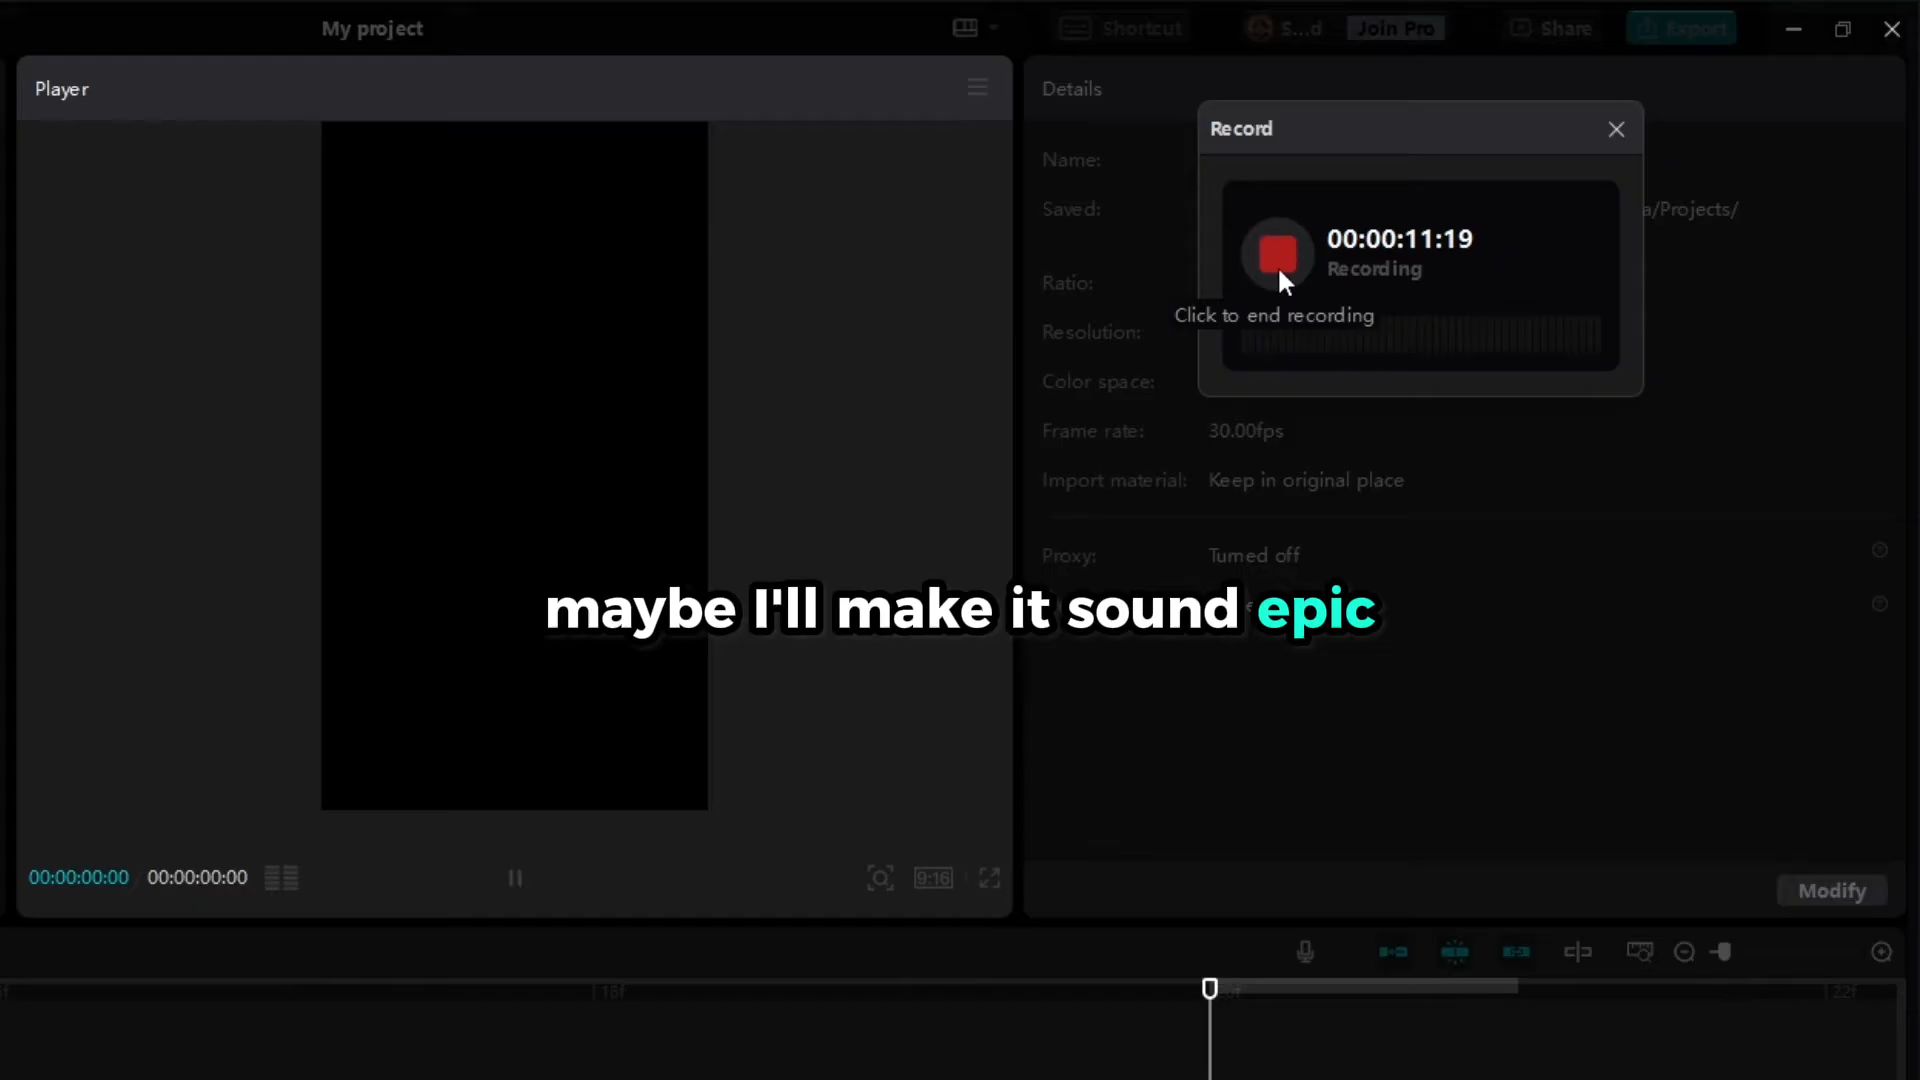 My project
Shortcut
S...d
Join Pro
Share
Export
Player
Details
Record
Name:
Saved:
a/Projects/
00:00:11:19
Recording
Click to end recording
Ratio:
Resolution:
Color space:
Frame rate: 30.00fps
Import material: Keep in original place
Proxy: Turned off
maybe I'll make it sound epic
00:00:00:00 00:00:00:00
9:16
Modify
18f
22f